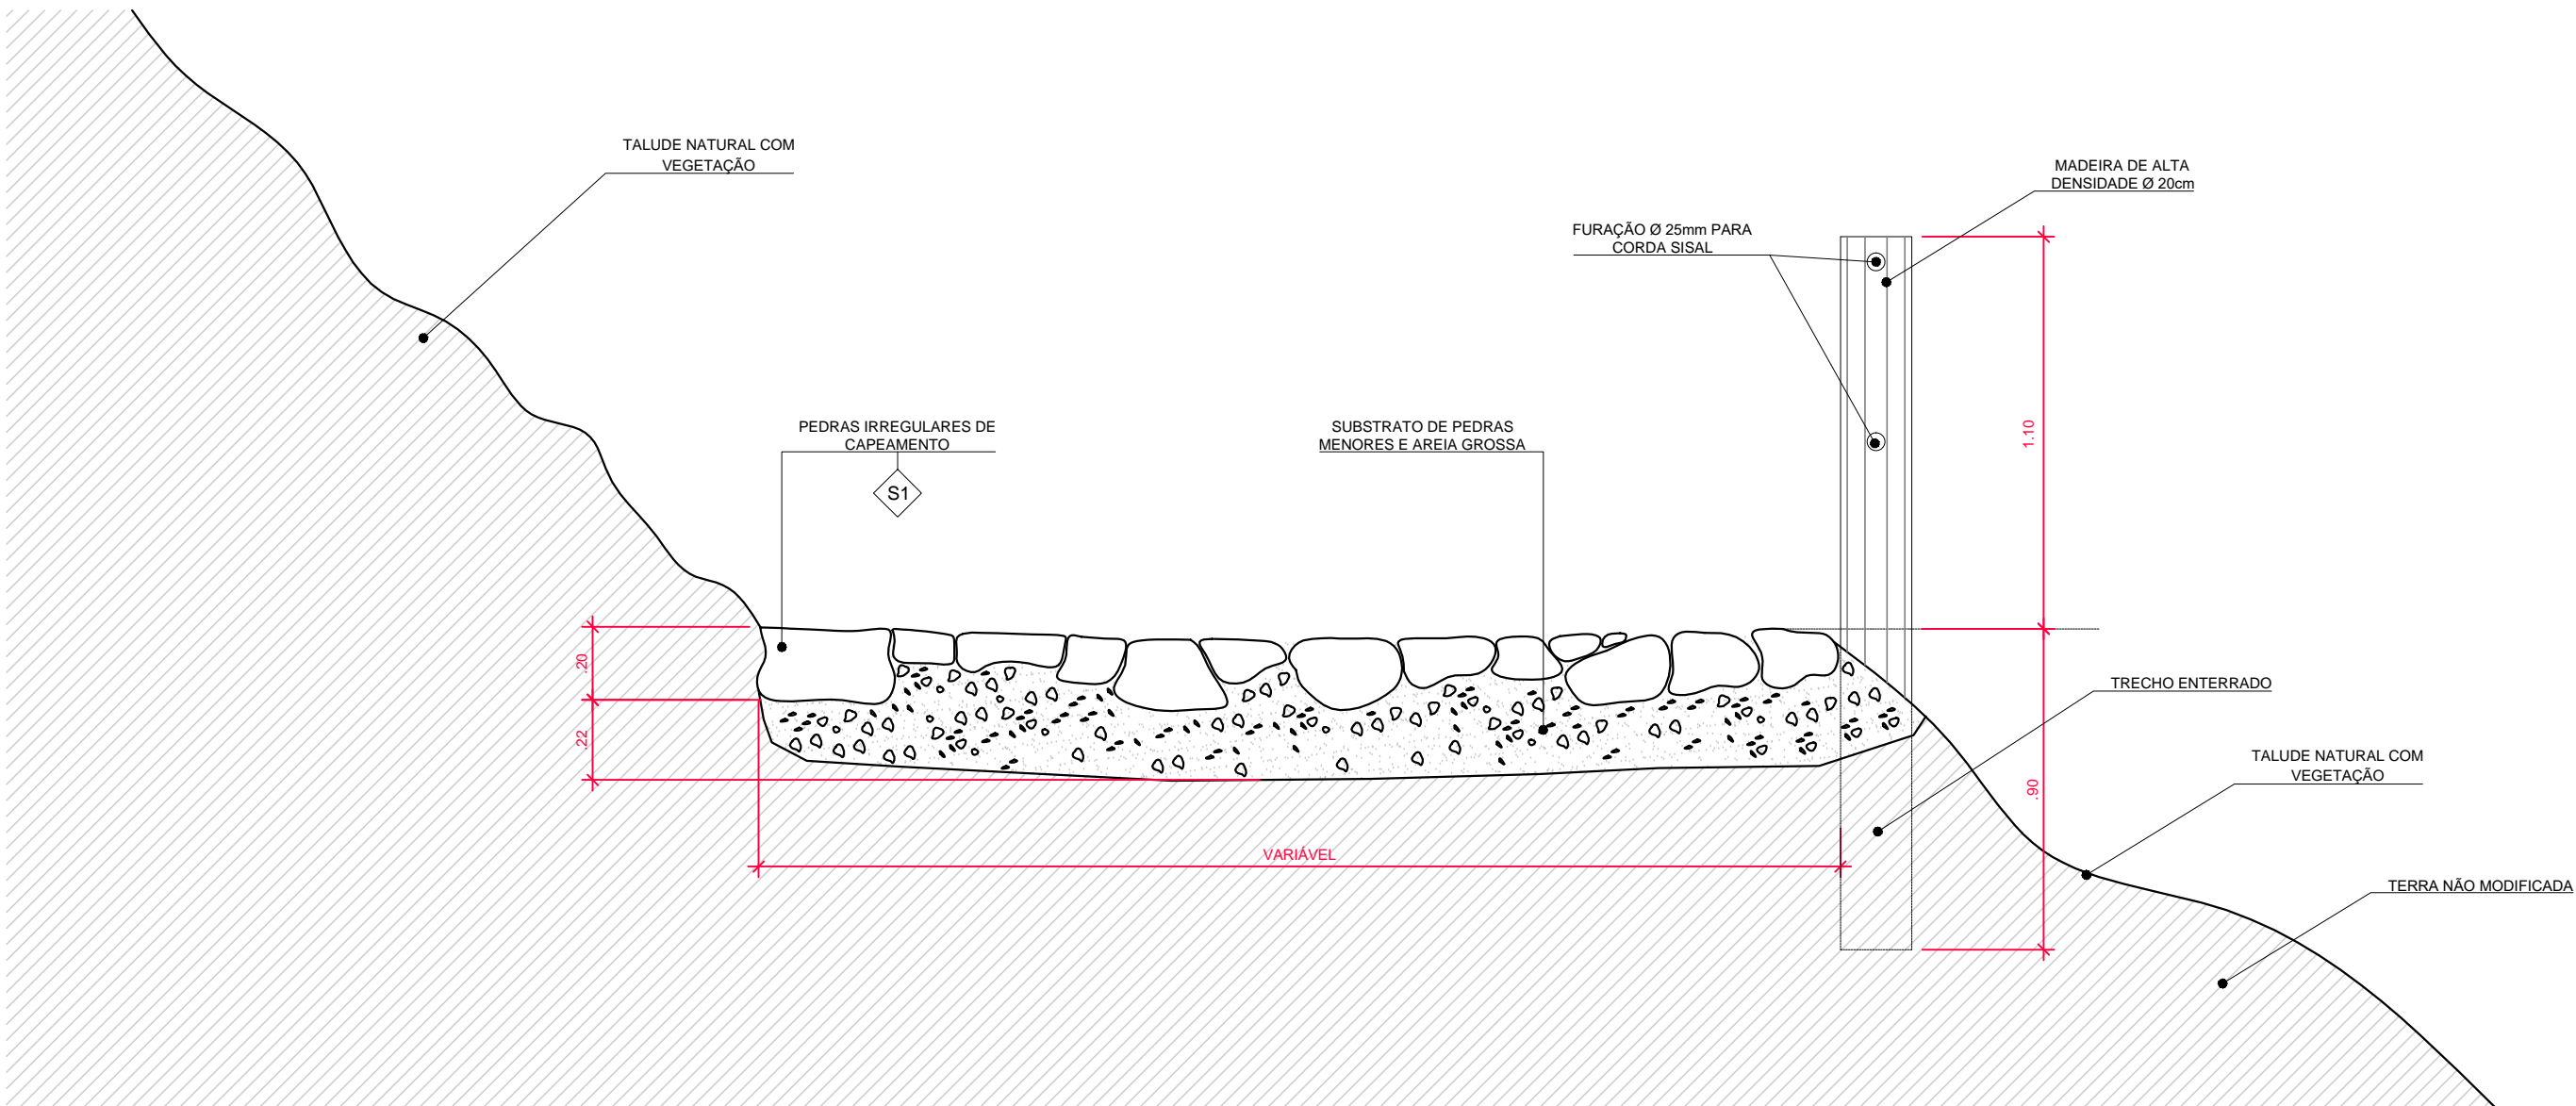 TALUDE NATURAL COM
VEGETAÇÃO
MADEIRA DE ALTA
DENSIDADE Ø 20cm
FURAÇÃO Ø 25mm PARA
CORDA SISAL
PEDRAS IRREGULARES DE
CAPEAMENTO
S1
SUBSTRATO DE PEDRAS
MENORES E AREIA GROSSA
1.10
.20
.22
TRECHO ENTERRADO
TALUDE NATURAL COM
VEGETAÇÃO
.90
VARIÁVEL
TERRA NÃO MODIFICADA